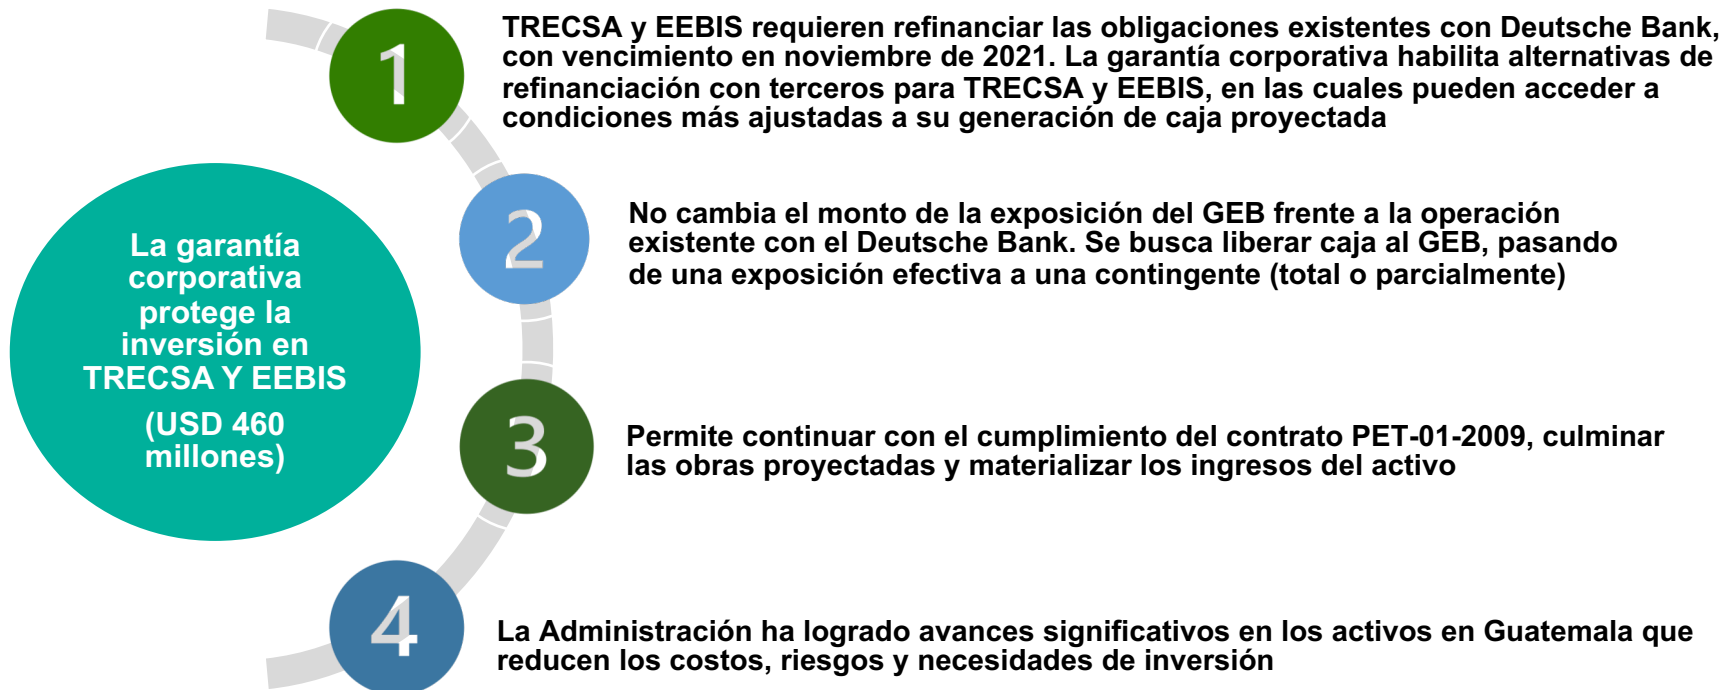 La garantía
corporativa
protege la
inversión en
TRECSA Y EEBIS
(USD 460
millones)
1
TRECSA y EEBIS requieren refinanciar las obligaciones existentes con Deutsche Bank,
con vencimiento en noviembre de 2021. La garantía corporativa habilita alternativas de
refinanciación con terceros para TRECSA y EEBIS, en las cuales pueden acceder a
condiciones más ajustadas a su generación de caja proyectada
2
No cambia el monto de la exposición del GEB frente a la operación
existente con el Deutsche Bank. Se busca liberar caja al GEB, pasando
de una exposición efectiva a una contingente (total o parcialmente)
3
Permite continuar con el cumplimiento del contrato PET-01-2009, culminar
las obras proyectadas y materializar los ingresos del activo
4
La Administración ha logrado avances significativos en los activos en Guatemala que
reducen los costos, riesgos y necesidades de inversión